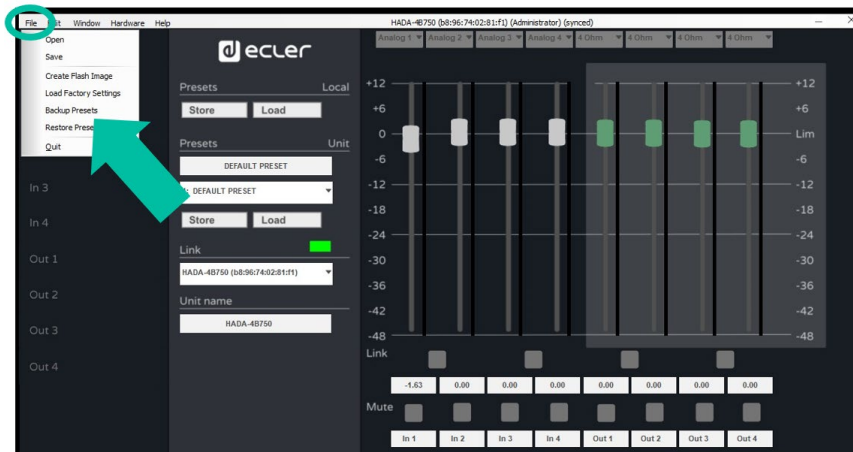 File Window Hardware Help
HADA-4B750 (b8:96:74:02:81:f1) (Administrator) (synced)
Open
Save
Create Flash Image
Load Factory Settings
Backup Presets
Restore
Quit
In 3
In 4
Out 1
Out 2
Out 3
Out 4
ecler
Presets Local
Store Load
Presets Unit
DEFAULT PRESET
DEFAULT PRESET
Store Load
Link
HADA-4B750 (b8:96:74:02:81:f1)
Unit name
HADA-4B750
Analog 1 Analog 2 Analog 3 Analog 4 4 Ohm 4 Ohm 4 Ohm 4 Ohm
+12 +12
+6 +6
0 Lim
-6 -6
-12 -12
-18 -18
-24 -24
-30 -30
-36 -36
-42 -42
-48 -48
Link
-1.63 0.00 0.00 0.00 0.00 0.00 0.00 0.00
Mute
In 1 In 2 In 3 In 4 Out 1 Out 2 Out 3 Out 4